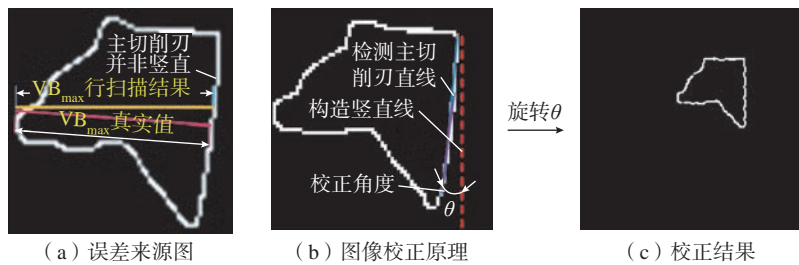 主切削刃
并非竖直
VBmax行扫描结果
VBmax真实值
检测主切
削刃直线
构造竖直线
校正角度
θ
旋转θ
（a）误差来源图
（b）图像校正原理
（c）校正结果